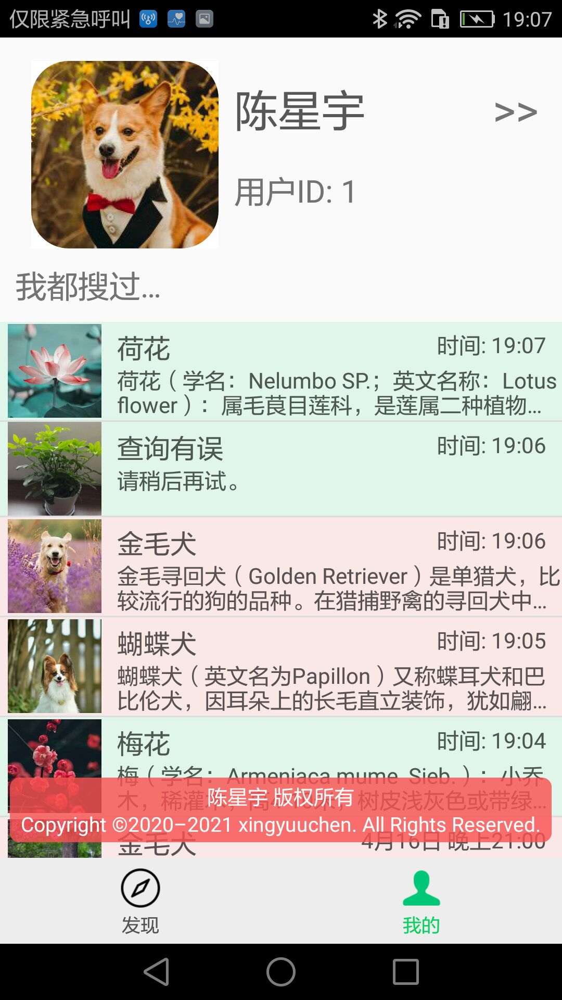 仅限紧急呼叫 19:07
陈星宇 >>
用户ID: 1
我都搜过...
荷花 时间: 19:07
荷花（学名：Nelumbo SP.；英文名称：Lotus
flower）：属毛茛目莲科，是莲属二种植物...
查询有误 时间: 19:06
请稍后再试。
金毛犬 时间: 19:06
金毛寻回犬（Golden Retriever）是单猎犬，比
较流行的狗的品种。在猎捕野禽的寻回犬中...
蝴蝶犬 时间: 19:05
蝴蝶犬（英文名为Papillon）又称蝶耳犬和巴
比伦犬，因耳朵上的长毛直立装饰，犹如翩...
梅花 时间: 19:04
梅（学名：Armeniaca mume Sieb.）：小乔
木，稀灌木，高4-10米，树皮浅灰色或带绿...
陈星宇 版权所有
Copyright ©2020–2021 xingyuuchen. All Rights Reserved.
金毛犬 4月16日 晚上21:00
发现 我的